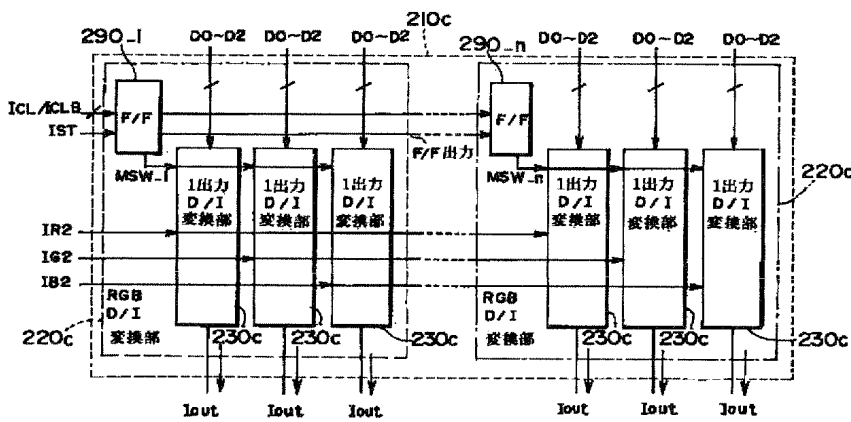 210c
290_1
D0~D2
D0~D2
D0~D2
290_n
D0~D2
D0~D2
D0~D2
ICL/ICLB
IST
F/F
F/F
F/F出力
MSW_1
MSW_n
220c
1出力
D/I
変換部
1出力
D/I
変換部
1出力
D/I
変換部
1出力
D/I
変換部
1出力
D/I
変換部
1出力
D/I
変換部
IR2
IG2
IB2
RGB
D/I
変換部
RGB
D/I
変換部
220c
230c
230c
230c
230c
230c
230c
Iout
Iout
Iout
Iout
Iout
Iout